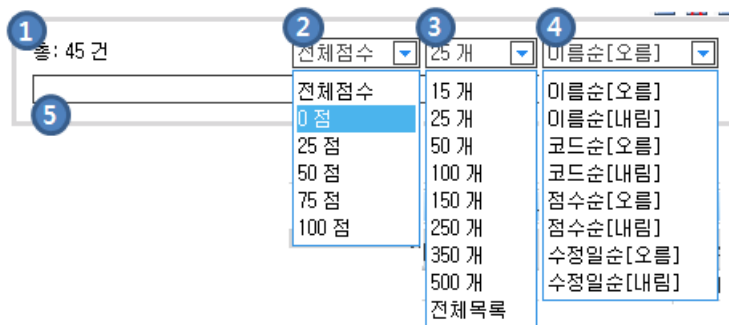 1
총: 45 건
2
전체점수
3
25 개
4
이름순[오름]
5
전체점수
0 점
25 점
50 점
75 점
100 점
15 개
25 개
50 개
100 개
150 개
250 개
350 개
500 개
전체목록
이름순[오름]
이름순[내림]
코드순[오름]
코드순[내림]
점수순[오름]
점수순[내림]
수정일순[오름]
수정일순[내림]